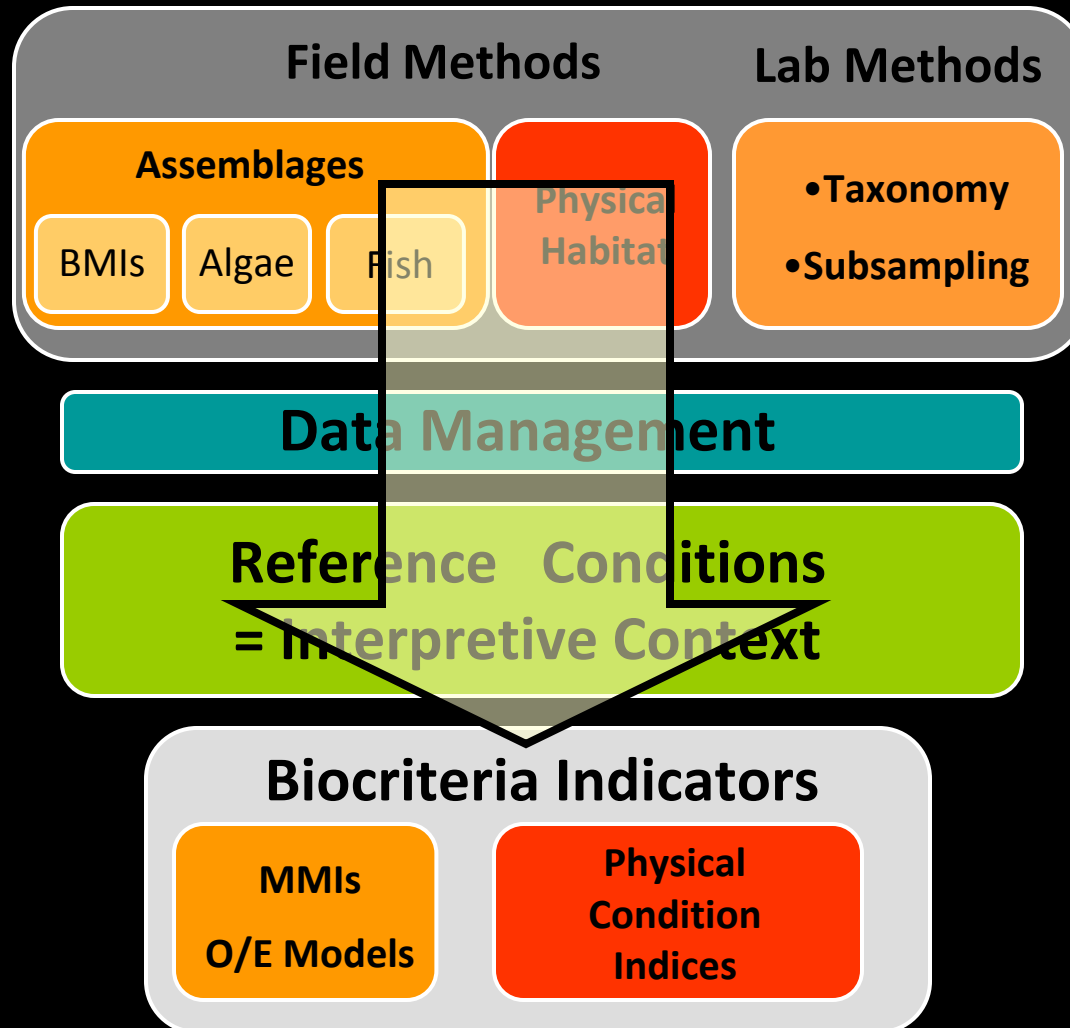 Field Methods
Lab Methods
Assemblages
BMIs
Algae
Fish
Physical
Habitat
•Taxonomy
•Subsampling
Data Management
Reference Conditions
= Interpretive Context
Biocriteria Indicators
MMIs
O/E Models
Physical
Condition
Indices